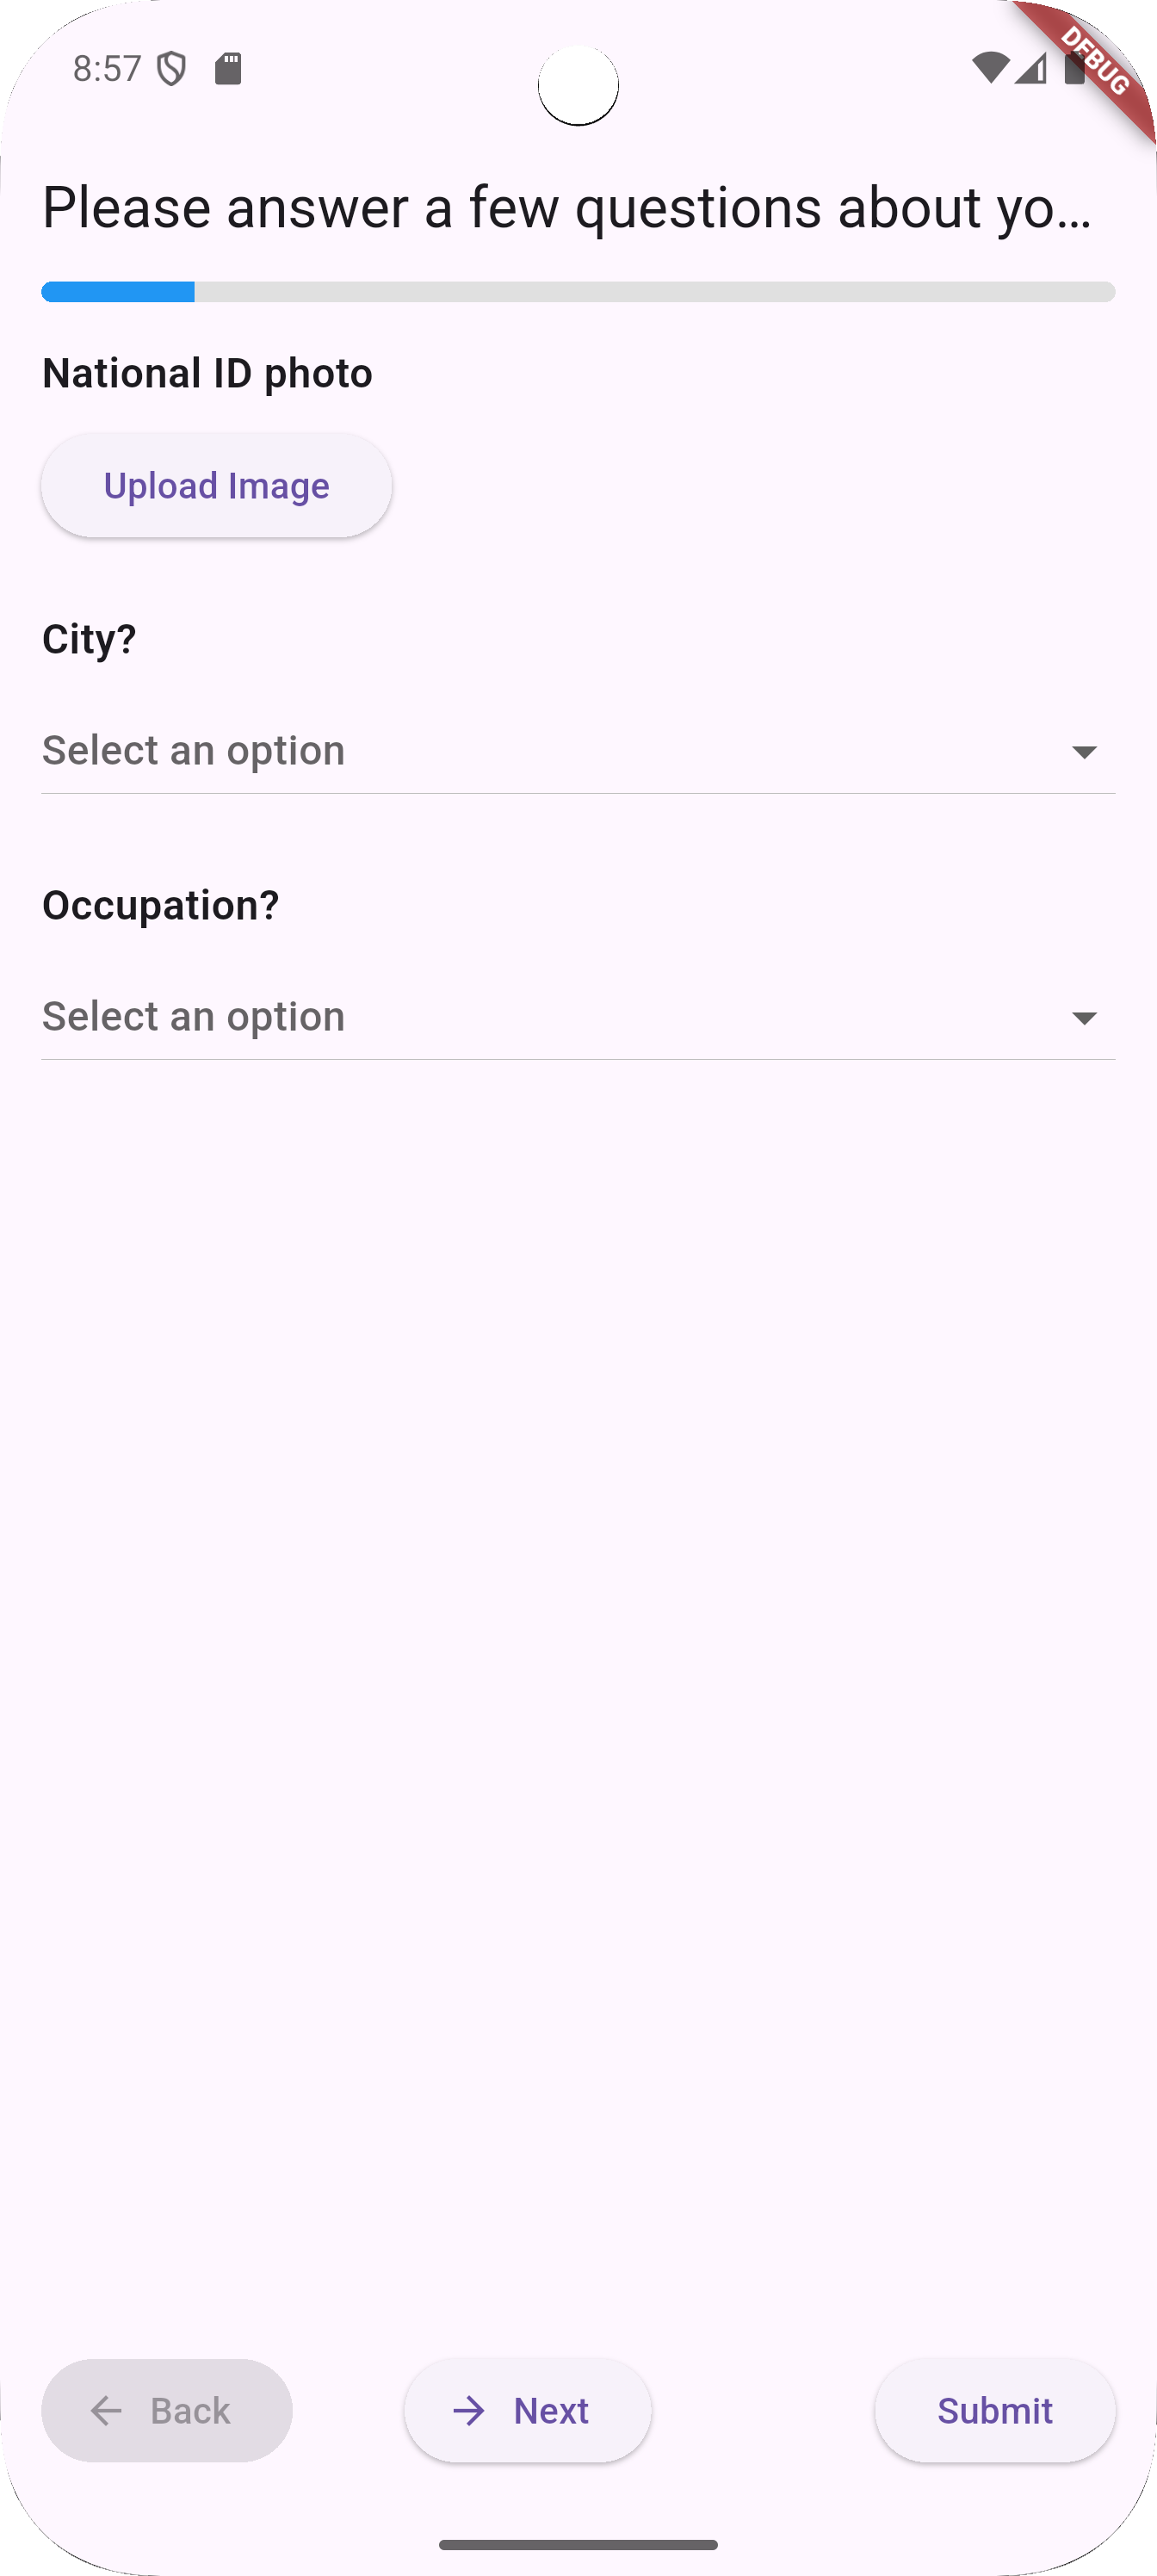 8:57
DEBUG
Please answer a few questions about yo...
National ID photo
Upload Image
City?
Select an option
Occupation?
Select an option
Back
Next
Submit